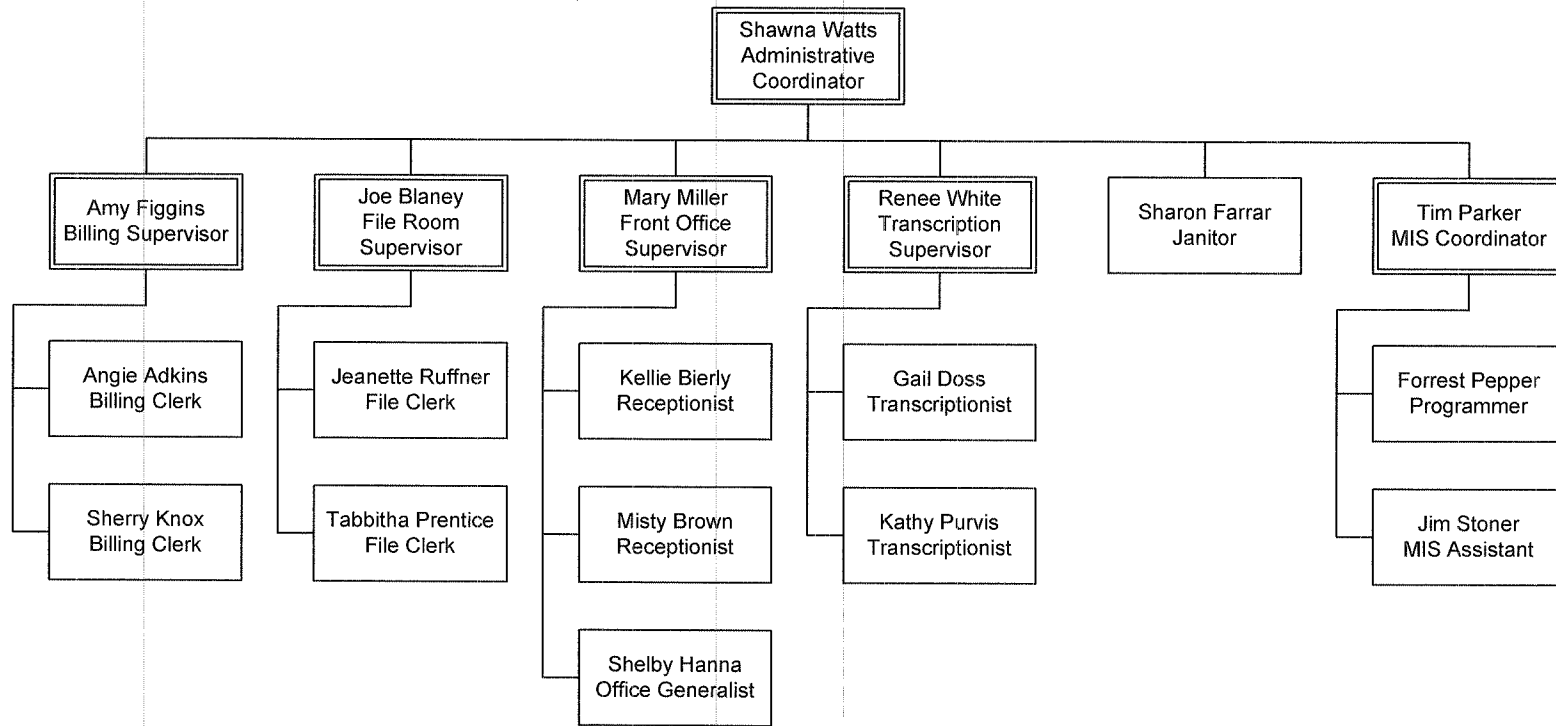 Shawna Watts
Administrative
Coordinator
Amy Figgins
Billing Supervisor
Joe Blaney
File Room
Supervisor
Mary Miller
Front Office
Supervisor
Renee White
Transcription
Supervisor
Sharon Farrar
Janitor
Tim Parker
MIS Coordinator
Angie Adkins
Billing Clerk
Jeanette Ruffner
File Clerk
Kellie Bierly
Receptionist
Gail Doss
Transcriptionist
Forrest Pepper
Programmer
Sherry Knox
Billing Clerk
Tabbitha Prentice
File Clerk
Misty Brown
Receptionist
Kathy Purvis
Transcriptionist
Jim Stoner
MIS Assistant
Shelby Hanna
Office Generalist